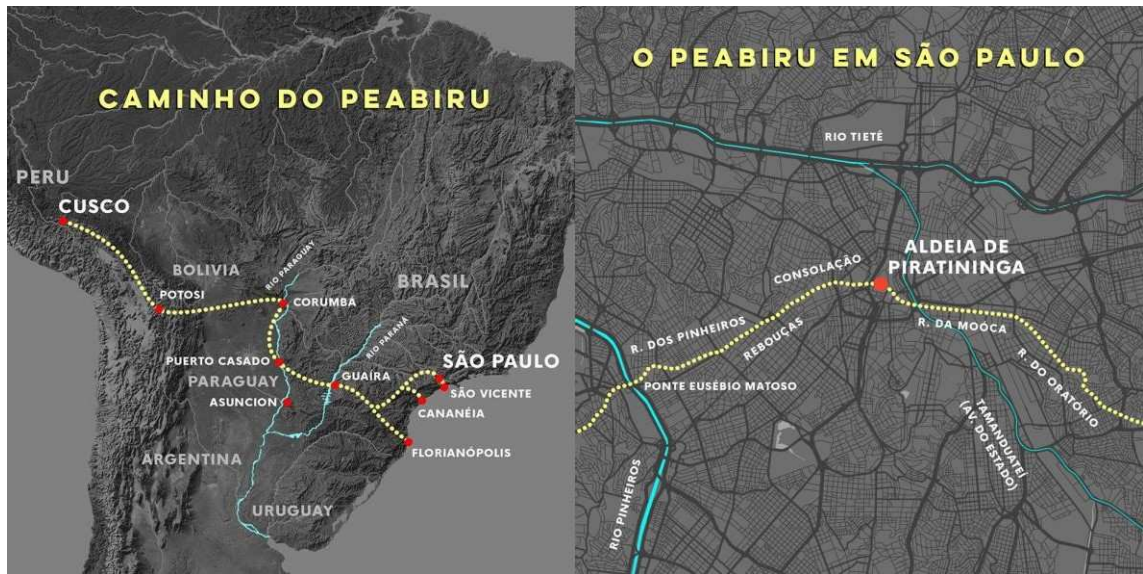 CAMINHO DO PEABIRU
PERU
CUSCO
BOLIVIA
RIO PARAGUAY
BRASIL
POTOSI
CORUMBÁ
RIO PARANÁ
PUERTO CASADO
GUAÍRA
SÃO PAULO
PARAGUAY
SÃO VICENTE
ASUNCION
CANANÉIA
FLORIANÓPOLIS
ARGENTINA
URUGUAY
O PEABIRU EM SÃO PAULO
RIO TIETÊ
ALDEIA DE
PIRATININGA
CONSOLAÇÃO
R. DOS PINHEIROS
REBOUÇAS
R. DA MOÓCA
R. DO ORATÓRIO
PONTE EUSÉBIO MATOSO
TAMANDUATEÍ
(AV. DO ESTADO)
RIO PINHEIROS